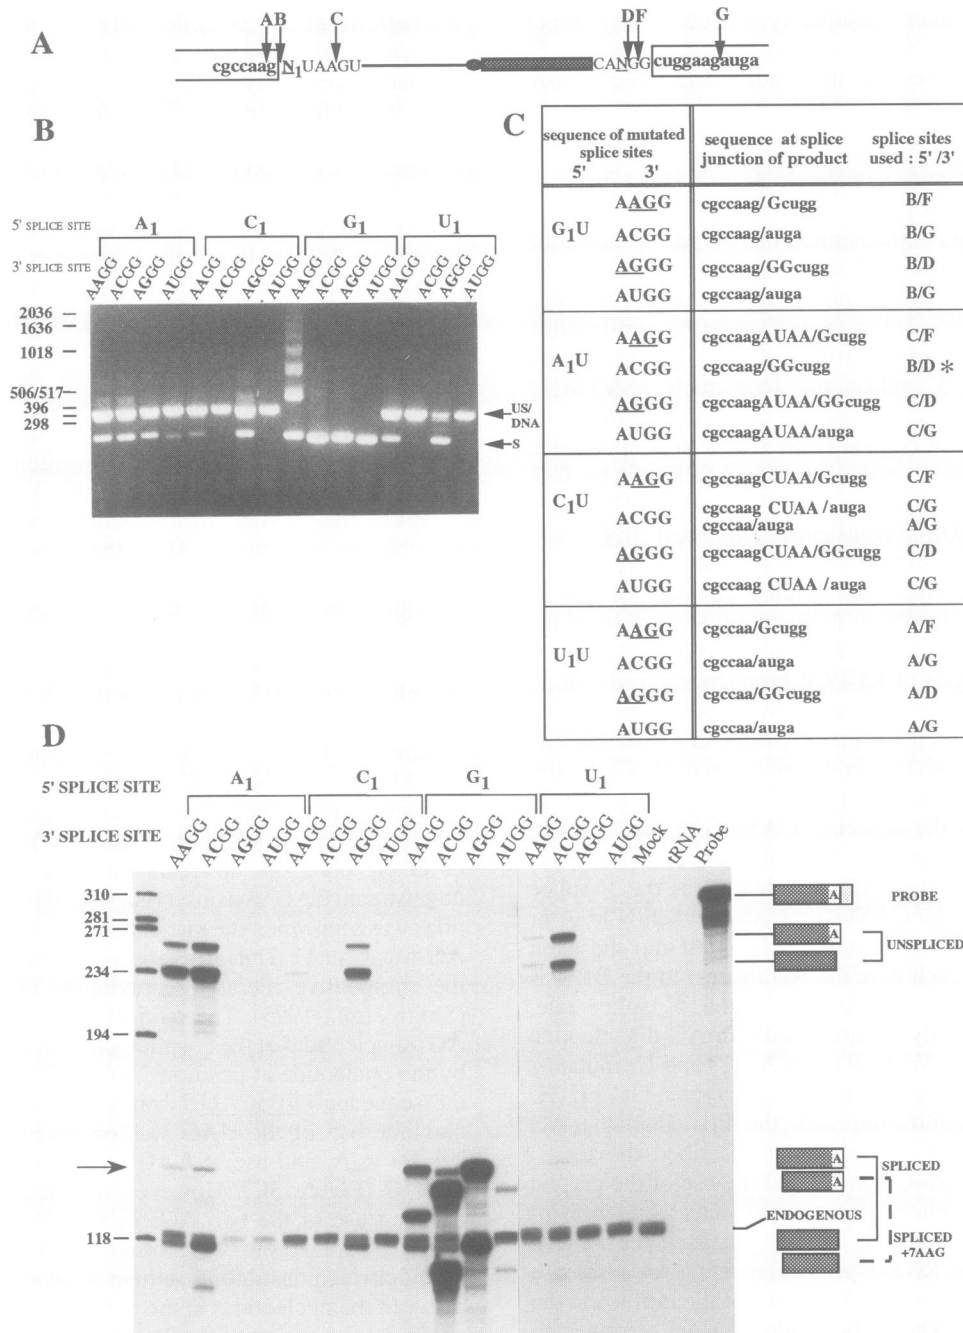 A
AB C DF G
cgccaag N1UAAGU CANGG cuggaagauga
B
5' SPLICE SITE A1 C1 G1 U1
3' SPLICE SITE AAGG ACGG AGGG AUGG AAGG ACGG AGGG AUGG AAGG ACGG AGGG AUGG AAGG ACGG AGGG AUGG
2036
1636
1018
506/517
396
298
US/
DNA
S
C
sequence of mutated splice sites
5' 3'
sequence at splice junction of product
splice sites used : 5'/3'
G1U
AAGG cgccaag/Gcugg B/F
ACGG cgccaag/auga B/G
AGGG cgccaag/GGcugg B/D
AUGG cgccaag/auga B/G
A1U
AAGG cgccaagAUAA/Gcugg C/F
ACGG cgccaag/GGcugg B/D *
AGGG cgccaagAUAA/GGcugg C/D
AUGG cgccaagAUAA/auga C/G
C1U
AAGG cgccaagCUAA/Gcugg C/F
ACGG cgccaag CUAA /auga C/G
cgccaa/auga A/G
AGGG cgccaagCUAA/GGcugg C/D
AUGG cgccaag CUAA /auga C/G
U1U
AAGG cgccaa/Gcugg A/F
ACGG cgccaa/auga A/G
AGGG cgccaa/GGcugg A/D
AUGG cgccaa/auga A/G
D
5' SPLICE SITE A1 C1 G1 U1
3' SPLICE SITE AAGG ACGG AGGG AUGG AAGG ACGG AGGG AUGG AAGG ACGG AGGG AUGG AAGG ACGG AGGG AUGG Mock tRNA Probe
310
281
271
234
194
118
A PROBE
A UNSPLICED
A SPLICED
A
ENDOGENOUS
SPLICED
+7AAG